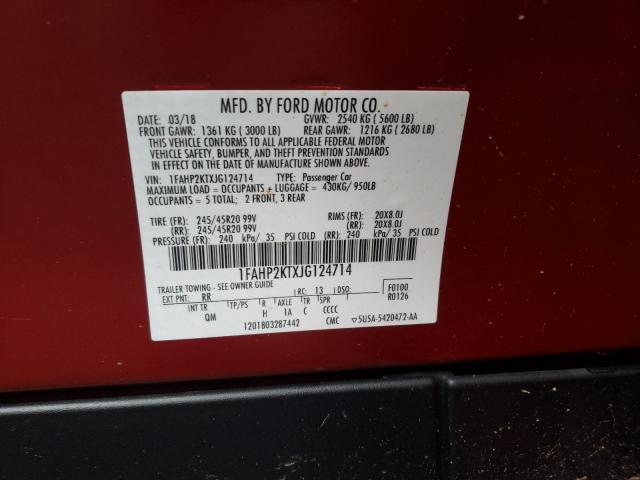 MFD. BY FORD MOTOR CO.
DATE: 03/18 GVWR: 2540 KG ( 5600 LB)
FRONT GAWR: 1361 KG ( 3000 LB) REAR GAWR: 1216 KG ( 2680 LB)
THIS VEHICLE CONFORMS TO ALL APPLICABLE FEDERAL MOTOR
VEHICLE SAFETY, BUMPER, AND THEFT PREVENTION STANDARDS
IN EFFECT ON THE DATE OF MANUFACTURE SHOWN ABOVE.
VEHICLE: 1FAHP2KTXJG124714 TYPE: Passenger Car
MAXIMUM LOAD = OCCUPANTS + LUGGAGE = 430KG/ 950LB
OCCUPANTS = 5 TOTAL; 2 FRONT, 3 REAR
TIRE (FR): 245/45R20 99V RIMS (FR): 20X8.0J
(RR): 245/45R20 99V (RR): 20X8.0J
PRESSURE (FR): 240 kPa/ 35 PSI COLD (RR): 240 kPa/ 35 PSI COLD
1FAHP2KTXJG124714
TRAILER TOWING - SEE OWNER GUIDE F0100
EXT PNT: RR RC: 13 DSO: R0126
INT TR TP/PS R AXLE TR SPR
QM H 1A C CCCC
1201803287442 CMC ▽5U5A-5420472-AA